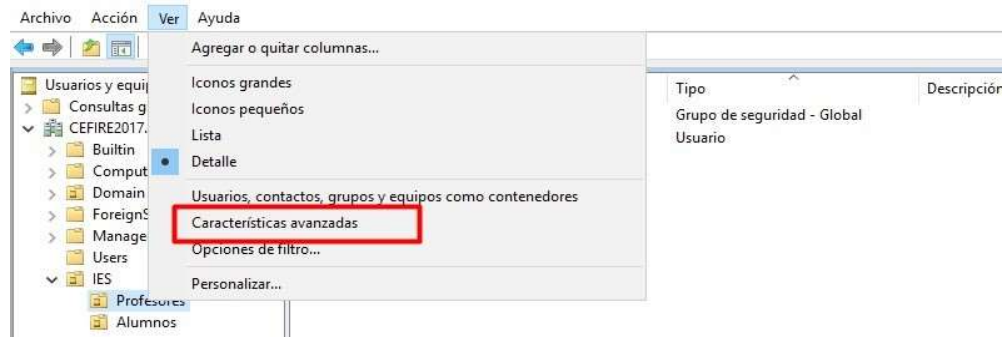 Archivo Acción Ver Ayuda
Agregar o quitar columnas...
Iconos grandes
Iconos pequeños
Lista
Detalle
Usuarios, contactos, grupos y equipos como contenedores
Características avanzadas
Opciones de filtro...
Personalizar...
Usuarios y equi
Consultas g
CEFIRE2017.
Builtin
Comput
Domain
ForeignS
Manage
Users
IES
Profesores
Alumnos
Tipo Descripción
Grupo de seguridad - Global
Usuario